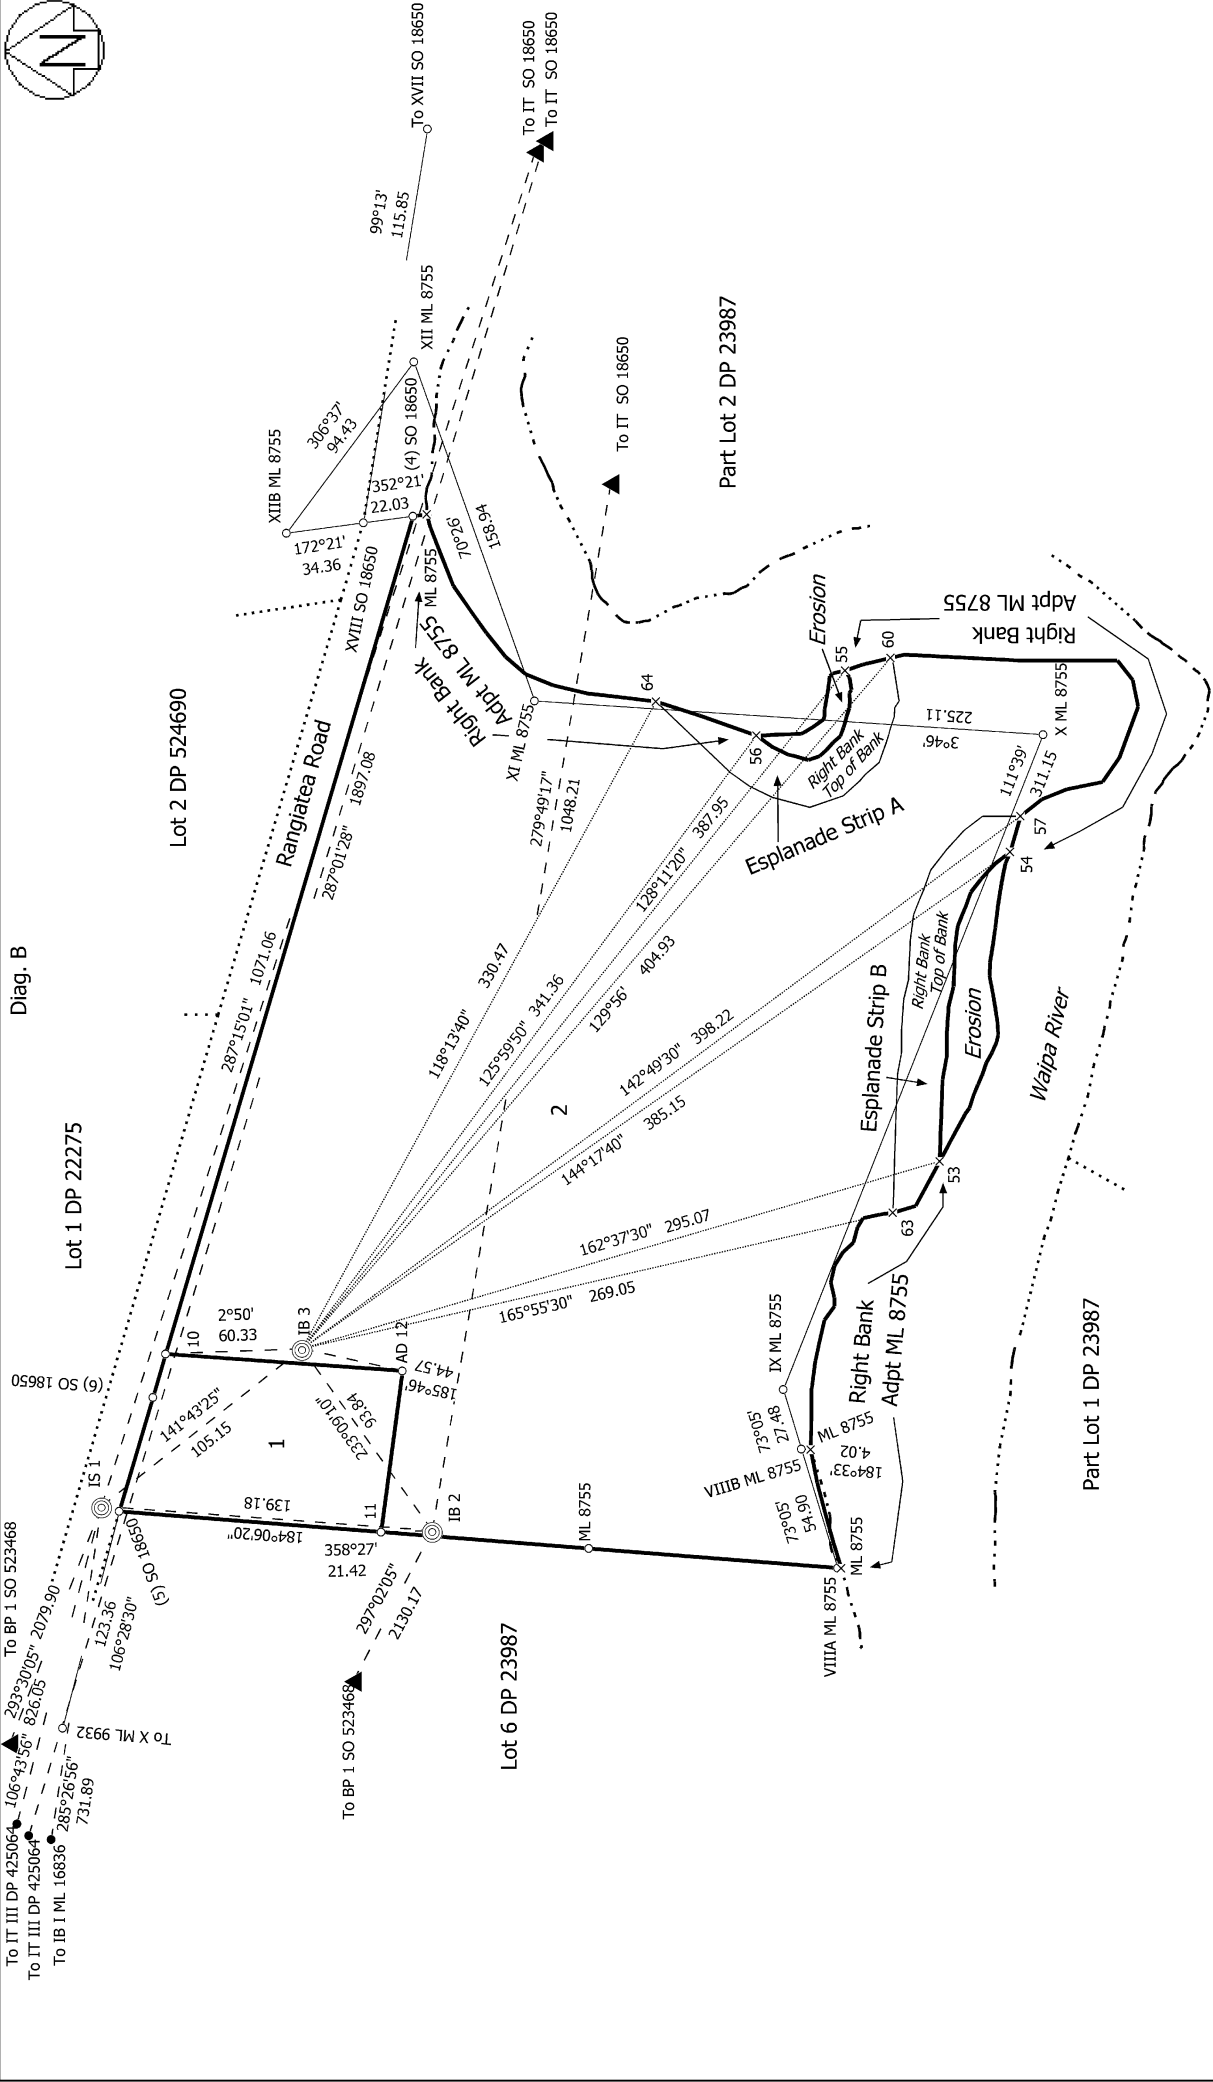 Diag. B
N
Lot 1 DP 22275
Lot 2 DP 524690
Rangiatea Road
To BP 1 SO 523468
293°30'05" 2079.90
To IT III DP 425064
106°43'56" 826.05
To IT III DP 425064
To IB I ML 16836
285°26'56"
731.89
To X ML 9932
123.36
106°28'30"
(5) SO 18650
IS 1
(6) SO 18650
10
287°15'01" 1071.06
287°01'28" 1897.08
XVIII SO 18650
172°21'
34.36
XIIB ML 8755
306°37'
94.43
352°21'
22.03
(4) SO 18650
XII ML 8755
99°13'
115.85
To XVII SO 18650
To IT SO 18650
To IT SO 18650
To IT SO 18650
ML 8755
70°26'
158.94
XI ML 8755
Right Bank
Adpt ML 8755
279°49'17"
1048.21
141°43'25"
105.15
1
2°50'
60.33
IB 3
AD 12
44.57
185°46'
233°09'10"
93.84
139.18
184°06'20"
11
IB 2
358°27'
21.42
297°02'05"
2130.17
To BP 1 SO 523468
Lot 6 DP 23987
ML 8755
2
118°13'40" 330.47
125°59'50" 341.36
128°11'20" 387.95
129°56' 404.93
142°49'30" 398.22
144°17'40" 385.15
162°37'30" 295.07
165°55'30" 269.05
64
56
55
60
Erosion
Right Bank
Top of Bank
Esplanade Strip A
Right Bank
Adpt ML 8755
225.11
3°46'
X ML 8755
111°39'
311.15
57
54
Esplanade Strip B
Right Bank
Top of Bank
Erosion
53
63
Waipa River
IX ML 8755
73°05'
27.48
VIIIB ML 8755
ML 8755
4.02
184°33'
73°05'
54.90
VIIIA ML 8755
ML 8755
Right Bank
Adpt ML 8755
Part Lot 1 DP 23987
Part Lot 2 DP 23987